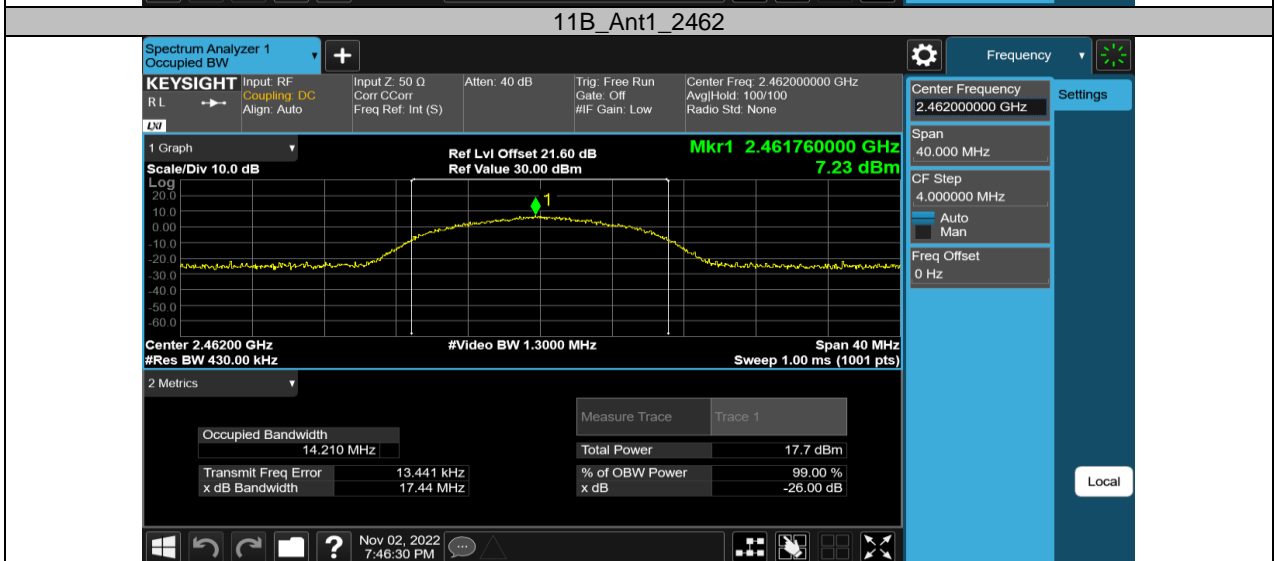 11B_Ant1_2462
Spectrum Analyzer 1
Occupied BW
+
Frequency
KEYSIGHT
R L
LXI
Input: RF
Coupling: DC
Align: Auto
Input Z: 50 Ω
Corr CCorr
Freq Ref: Int (S)
Atten: 40 dB
Trig: Free Run
Gate: Off
#IF Gain: Low
Center Freq: 2.462000000 GHz
Avg|Hold: 100/100
Radio Std: None
Center Frequency
2.462000000 GHz
Settings
Span
40.000 MHz
CF Step
4.000000 MHz
Auto
Man
Freq Offset
0 Hz
Local
1 Graph
Scale/Div 10.0 dB
Ref Lvl Offset 21.60 dB
Ref Value 30.00 dBm
Mkr1 2.461760000 GHz
7.23 dBm
Log
20.0
10.0
0.00
-10.0
-20.0
-30.0
-40.0
-50.0
-60.0
1
Center 2.46200 GHz
#Res BW 430.00 kHz
#Video BW 1.3000 MHz
Span 40 MHz
Sweep 1.00 ms (1001 pts)
2 Metrics
Measure Trace Trace 1
Occupied Bandwidth
14.210 MHz
Total Power 17.7 dBm
Transmit Freq Error 13.441 kHz
% of OBW Power 99.00 %
x dB Bandwidth 17.44 MHz
x dB -26.00 dB
?
Nov 02, 2022
7:46:30 PM